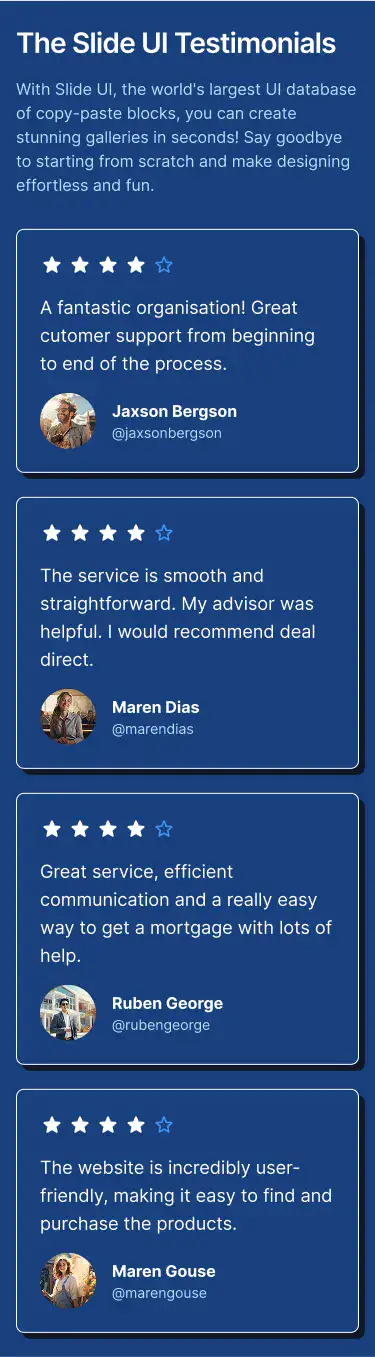 The Slide UI Testimonials
With Slide UI, the world's largest UI database
of copy-paste blocks, you can create
stunning galleries in seconds! Say goodbye
to starting from scratch and make designing
effortless and fun.
A fantastic organisation! Great
cutomer support from beginning
to end of the process.
Jaxson Bergson
@jaxsonbergson
The service is smooth and
straightforward. My advisor was
helpful. I would recommend deal
direct.
Maren Dias
@marendias
Great service, efficient
communication and a really easy
way to get a mortgage with lots of
help.
Ruben George
@rubengeorge
The website is incredibly user-
friendly, making it easy to find and
purchase the products.
Maren Gouse
@marengouse